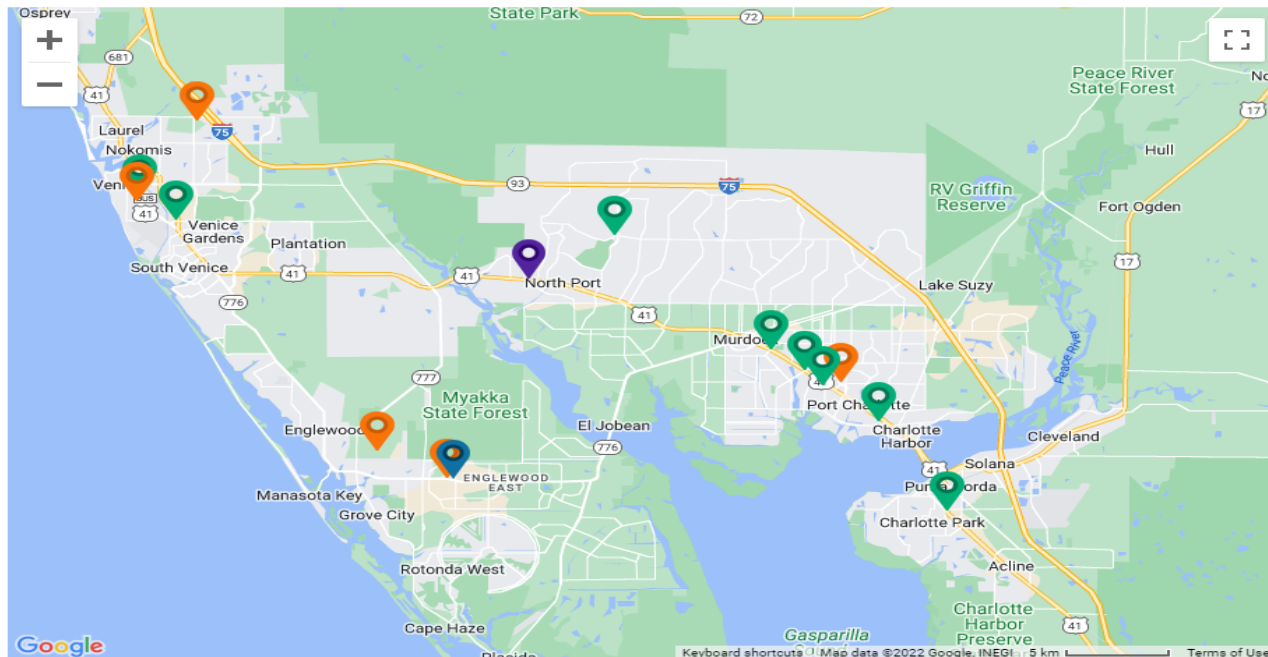 Osprey
State Park
72
681
41
Peace River
State Forest
17
75
Laurel
Nokomis
Hull
93
75
RV Griffin
Reserve
BUS
41
Fort Ogden
Venice
Gardens
Plantation
South Venice
41
41
North Port
17
Lake Suzy
776
41
Peace River
777
Myakka
State Forest
Port Charlotte
Englewood
El Jobean
776
Charlotte
Harbor
Cleveland
41
Solana
ENGLEWOOD
EAST
Manasota Key
Grove City
Charlotte Park
Rotonda West
Acline
Cape Haze
Charlotte
Harbor
Preserve
41
Gasparilla
Google
Keyboard shortcuts
Map data ©2022 Google, INEGI
5 km
Terms of Use